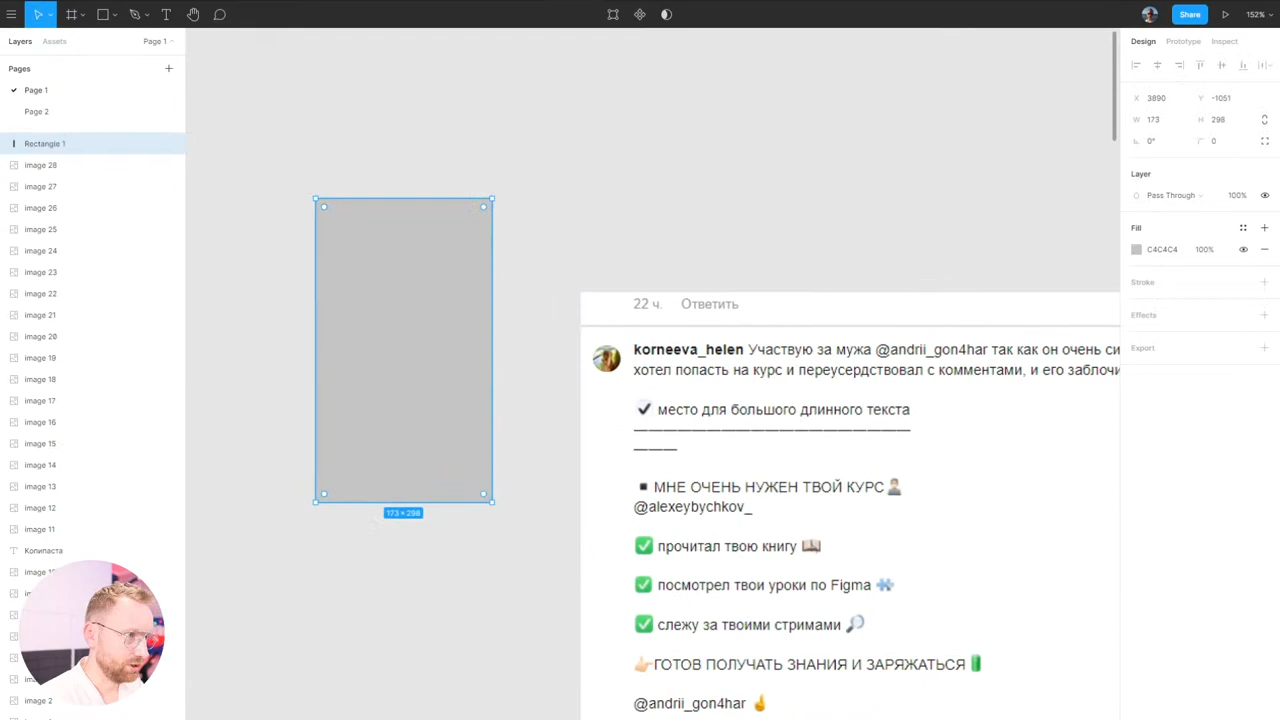 Share
152%
Layers
Assets
Page 1
Pages
Page 1
Page 2
Rectangle 1
image 28
image 27
image 26
image 25
image 24
image 23
image 22
image 21
image 20
image 19
image 18
image 17
image 16
image 15
image 14
image 13
image 12
image 11
Копипаста
image 2
173 × 298
22 ч. Ответить
korneeva_helen Участвую за мужа @andrii_gon4har так как он очень си
хотел попасть на курс и переусердствовал с комментами, и его заблочи
✔ место для большого длинного текста
————————————————————
———
▪ МНЕ ОЧЕНЬ НУЖЕН ТВОЙ КУРС
@alexeybychkov_
✅ прочитал твою книгу 📖
✅ посмотрел твои уроки по Figma 🧩
✅ слежу за твоими стримами 🔎
👉ГОТОВ ПОЛУЧАТЬ ЗНАНИЯ И ЗАРЯЖАТЬСЯ🔋
@andrii_gon4har ☝
Design
Prototype
Inspect
X 3890
Y -1051
W 173
H 298
0°
0
Layer
Pass Through
100%
Fill
C4C4C4
100%
Stroke
Effects
Export